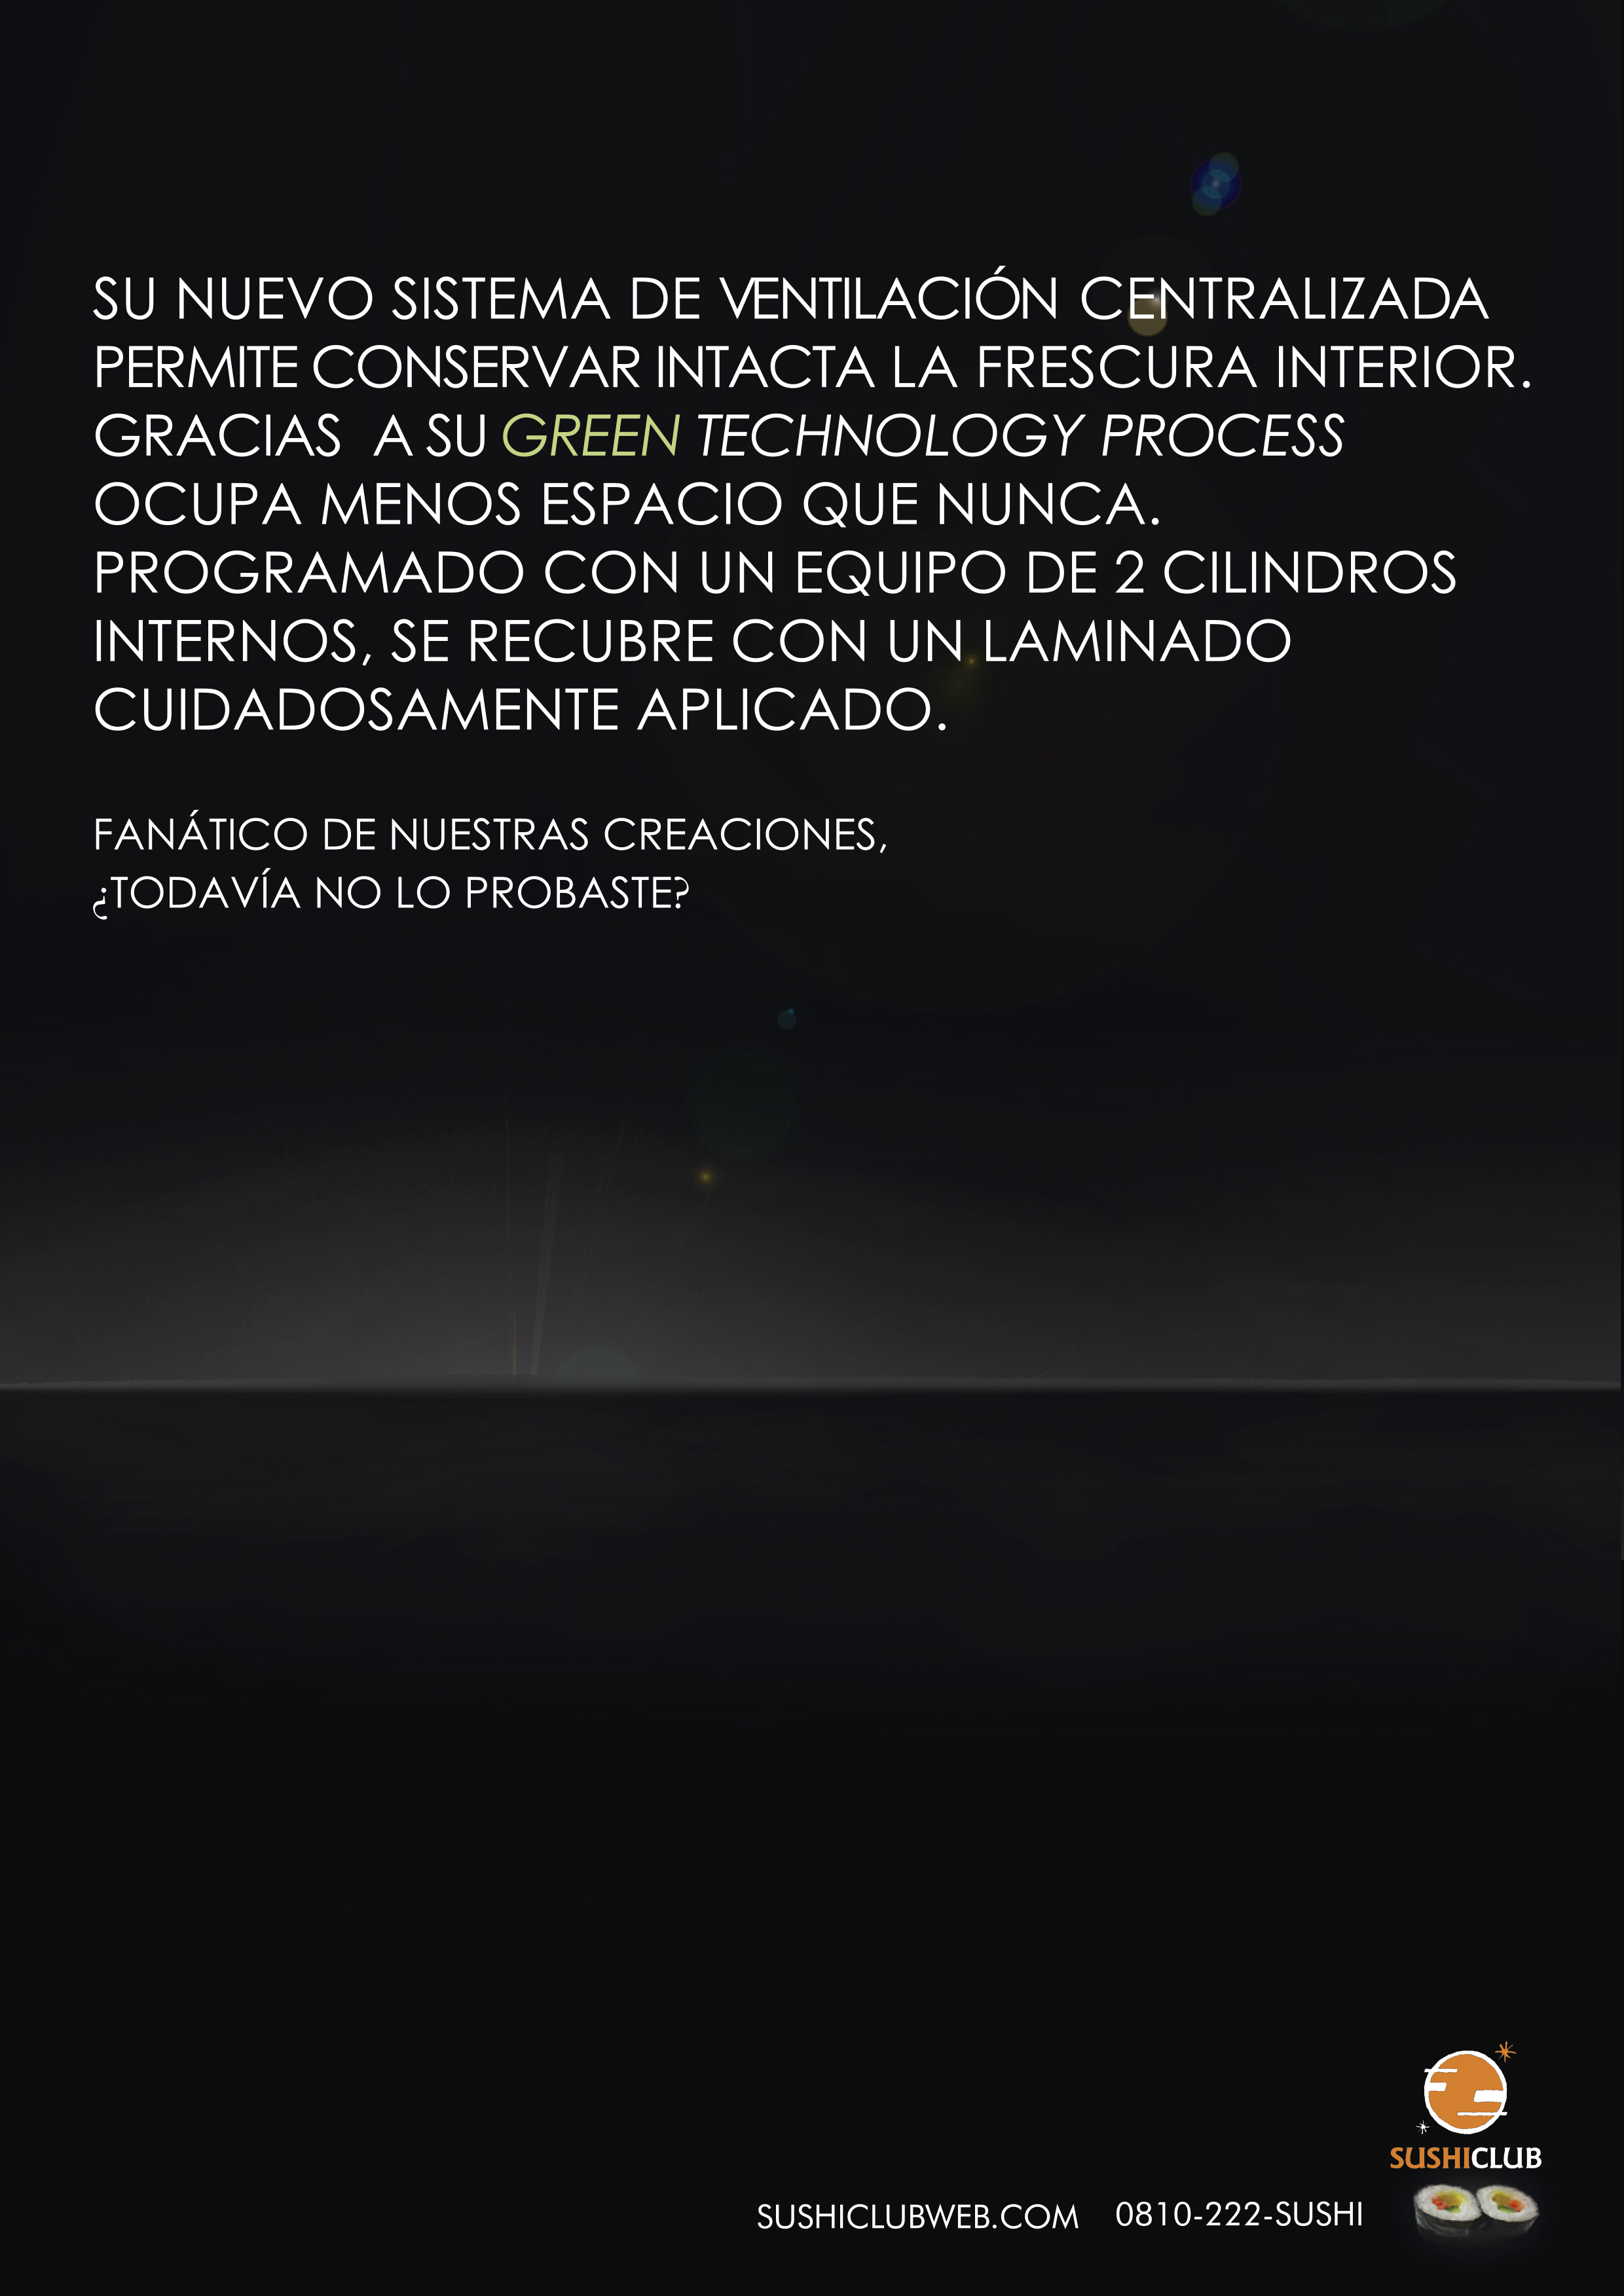 SU NUEVO SISTEMA DE VENTILACIÓN CENTRALIZADA
PERMITE CONSERVAR INTACTA LA FRESCURA INTERIOR.
GRACIAS A SU GREEN TECHNOLOGY PROCESS
OCUPA MENOS ESPACIO QUE NUNCA.
PROGRAMADO CON UN EQUIPO DE 2 CILINDROS
INTERNOS, SE RECUBRE CON UN LAMINADO
CUIDADOSAMENTE APLICADO.
FANÁTICO DE NUESTRAS CREACIONES,
¿TODAVÍA NO LO PROBASTE?
SUSHICLUB
SUSHICLUBWEB.COM 0810-222-SUSHI